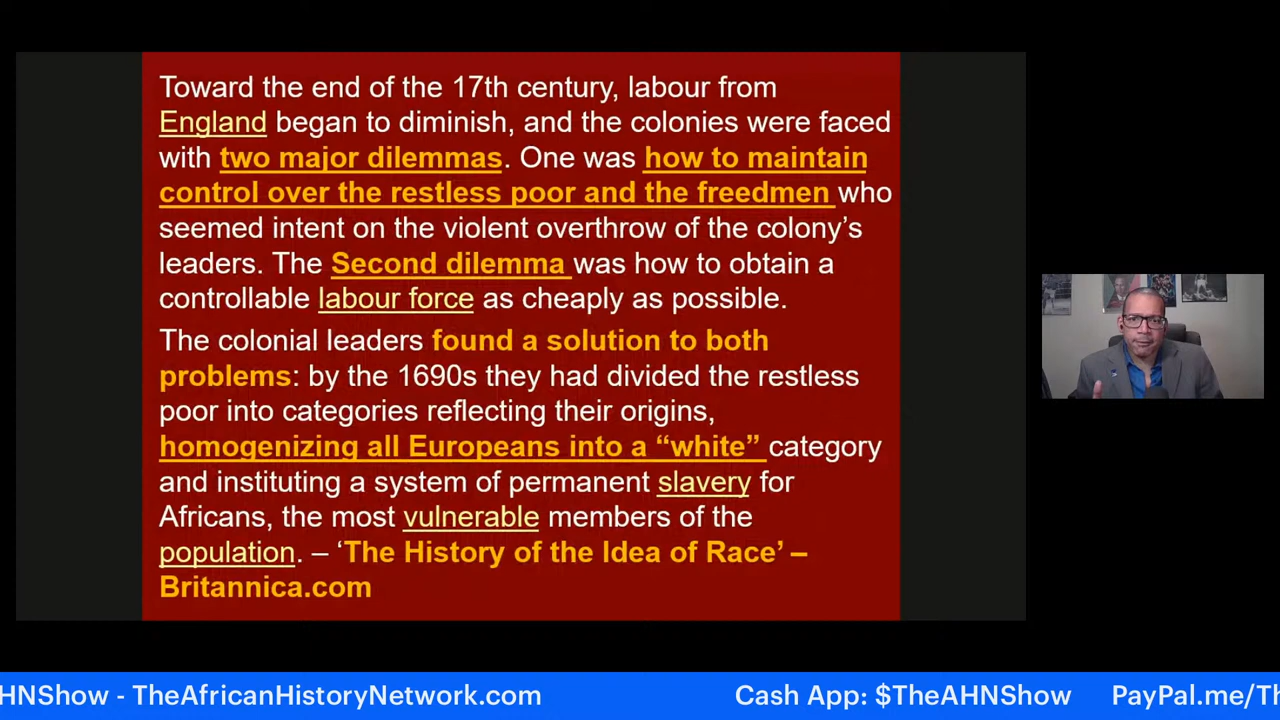 Toward the end of the 17th century, labour from
England began to diminish, and the colonies were faced
with two major dilemmas. One was how to maintain
control over the restless poor and the freedmen who
seemed intent on the violent overthrow of the colony’s
leaders. The Second dilemma was how to obtain a
controllable labour force as cheaply as possible.
The colonial leaders found a solution to both
problems: by the 1690s they had divided the restless
poor into categories reflecting their origins,
homogenizing all Europeans into a “white” category
and instituting a system of permanent slavery for
Africans, the most vulnerable members of the
population. – ‘The History of the Idea of Race’ –
Britannica.com
HNShow - TheAfricanHistoryNetwork.com Cash App: $TheAHNShow PayPal.me/Th